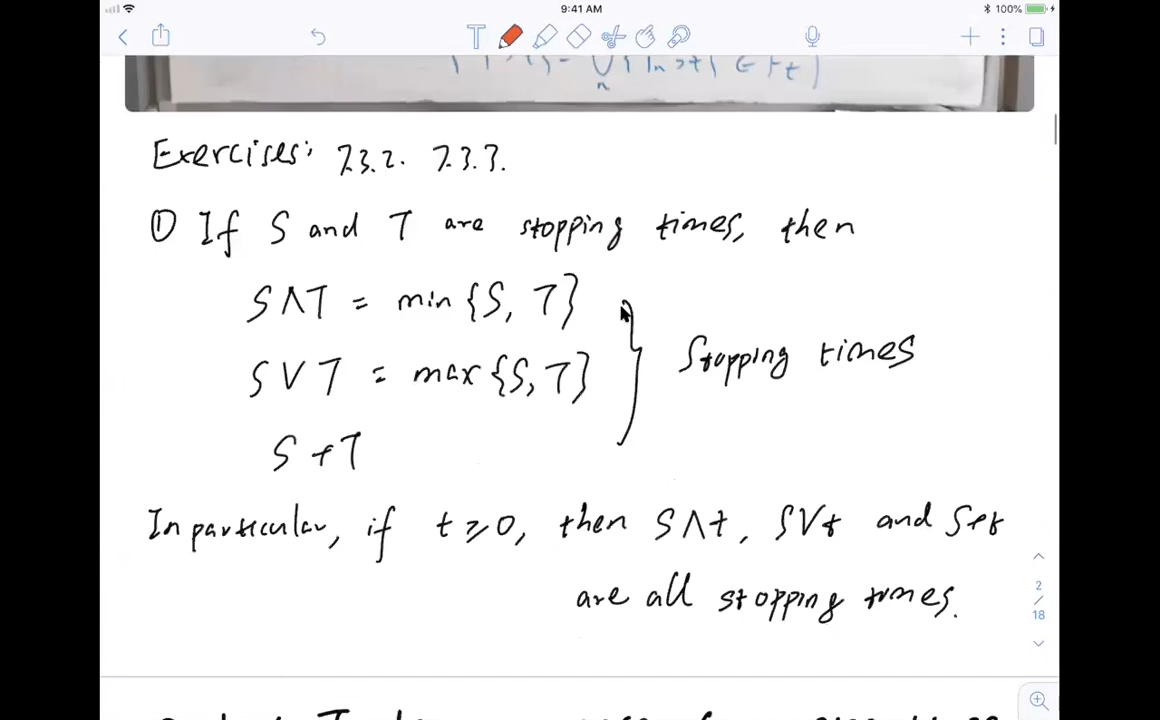 9:41 AM
100%
Exercises: 7.3.2. 7.3.3.
① If S and T are stopping times, then
S∧T = min{S, T}
S∨T = max{S, T}
Stopping times
S+T
In particular, if t≥0, then S∧t, S∨t and S+t
are all stopping times.
2
/
18